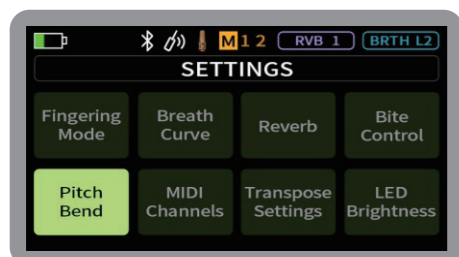 M 1 2 RVB 1 BRTH L2
SETTINGS
Fingering
Mode
Breath
Curve
Reverb
Bite
Control
Pitch
Bend
MIDI
Channels
Transpose
Settings
LED
Brightness